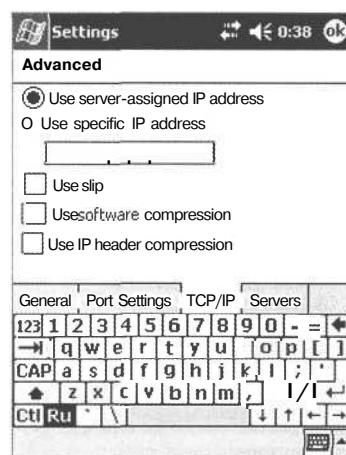 Settings 0:38 ok
Advanced
Use server-assigned IP address
O Use specific IP address
. . .
Use slip
Usesoftware compression
Use IP header compression
General Port Settings TCP/IP Servers
123 1 2 3 4 5 6 7 8 9 0 - =
q w e r t y u o p [ ]
CAP a s d f g h j k l ; '
z x c v b n m , I/I
Ctl Ru ` \